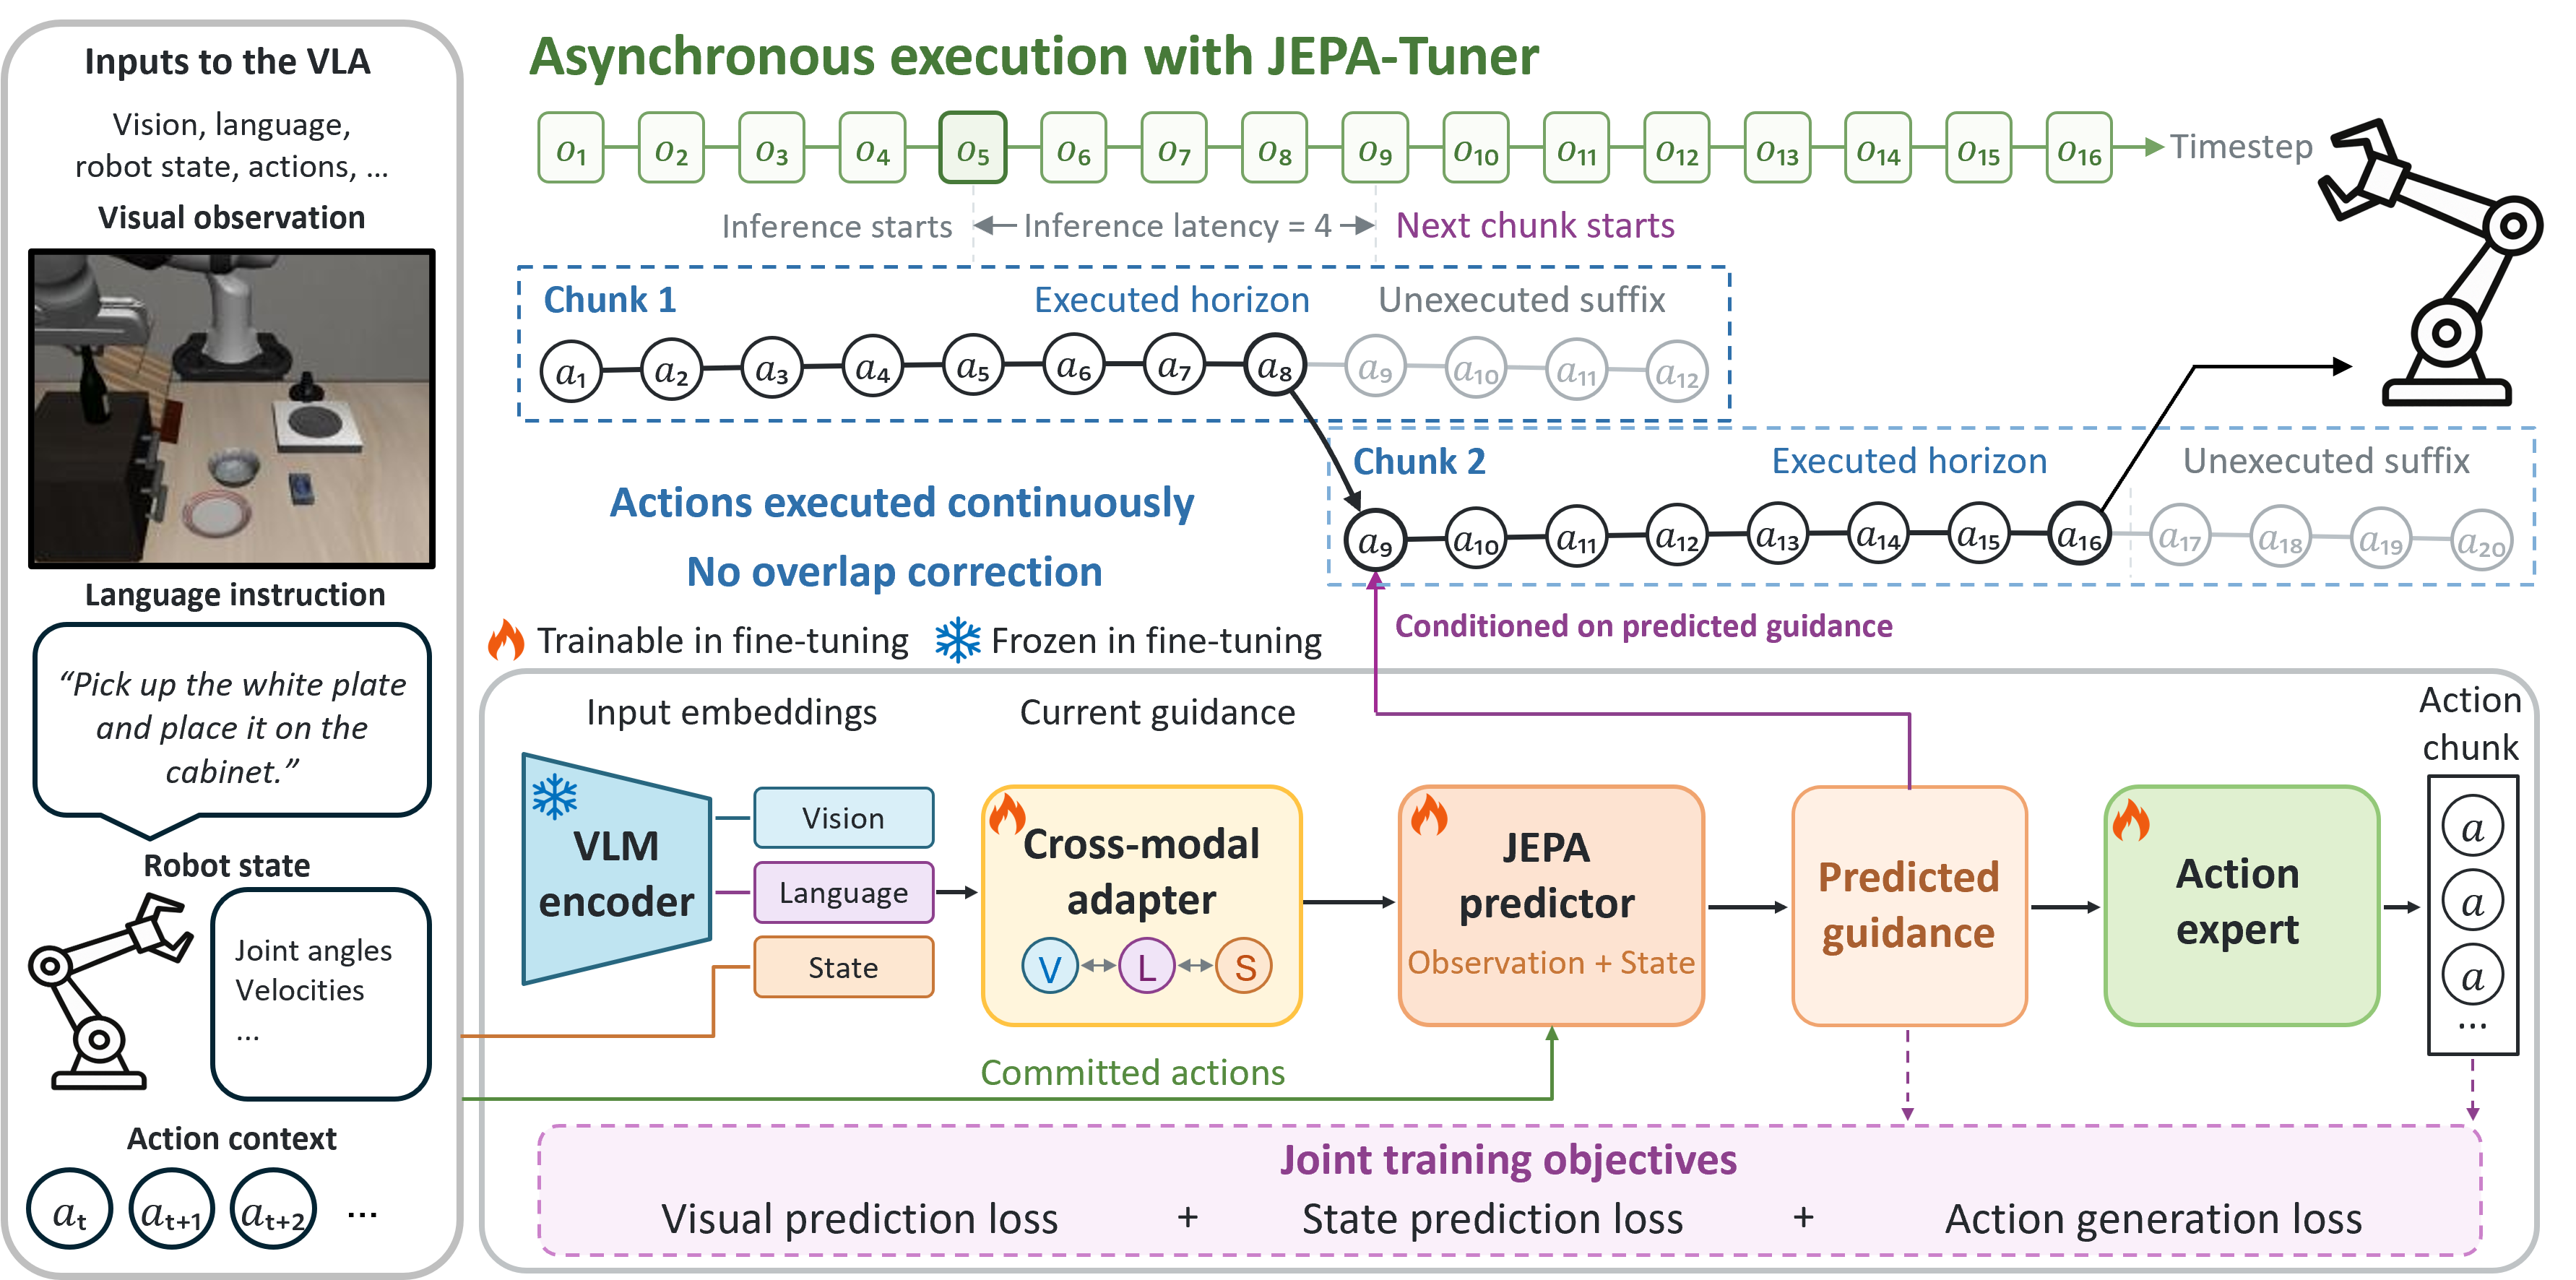 Inputs to the VLA
Vision, language,
robot state, actions, ...
Visual observation
Language instruction
“Pick up the white plate
and place it on the
cabinet.”
Robot state
Joint angles
Velocities
...
Action context
a_t a_{t+1} a_{t+2} ...
Asynchronous execution with JEPA-Tuner
o₁ o₂ o₃ o₄ o₅ o₆ o₇ o₈ o₉ o₁₀ o₁₁ o₁₂ o₁₃ o₁₄ o₁₅ o₁₆ Timestep
Inference starts Inference latency = 4 Next chunk starts
Chunk 1 Executed horizon Unexecuted suffix
a₁ a₂ a₃ a₄ a₅ a₆ a₇ a₈ a₉ a₁₀ a₁₁ a₁₂
Chunk 2 Executed horizon Unexecuted suffix
a₉ a₁₀ a₁₁ a₁₂ a₁₃ a₁₄ a₁₅ a₁₆ a₁₇ a₁₈ a₁₉ a₂₀
Actions executed continuously
No overlap correction
Trainable in fine-tuning Frozen in fine-tuning
Conditioned on predicted guidance
Input embeddings
Current guidance
VLM
encoder
Vision
Language
State
Cross-modal
adapter
V L S
JEPA
predictor
Observation + State
Predicted
guidance
Action
expert
Action
chunk
a
a
a
...
Committed actions
Joint training objectives
Visual prediction loss + State prediction loss + Action generation loss